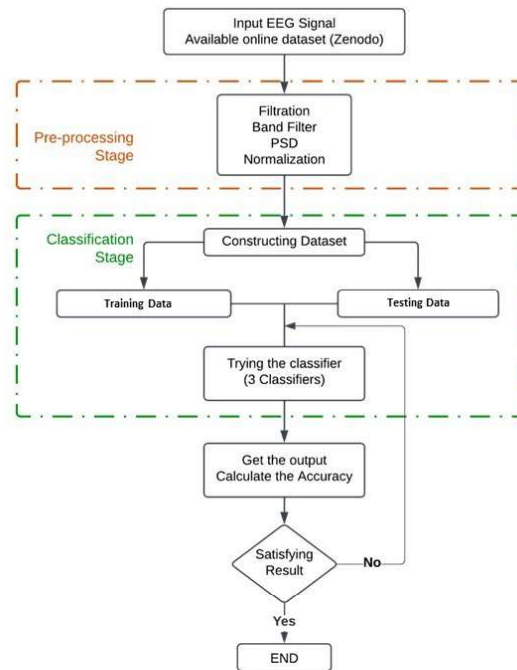 Input EEG Signal
Available online dataset (Zenodo)
Filtration
Band Filter
PSD
Normalization
Pre-processing
Stage
Classification
Stage
Constructing Dataset
Training Data
Testing Data
Trying the classifier
(3 Classifiers)
Get the output
Calculate the Accuracy
Satisfying
Result
No
Yes
END